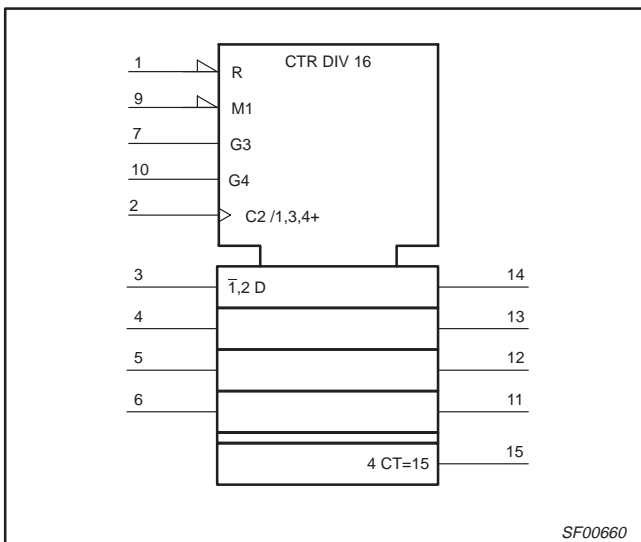 CTR DIV 16
1 R
9 M1
7 G3
10 G4
2 C2 /1,3,4+
3 1̅,2 D 14
4 13
5 12
6 11
4 CT=15 15
SF00660